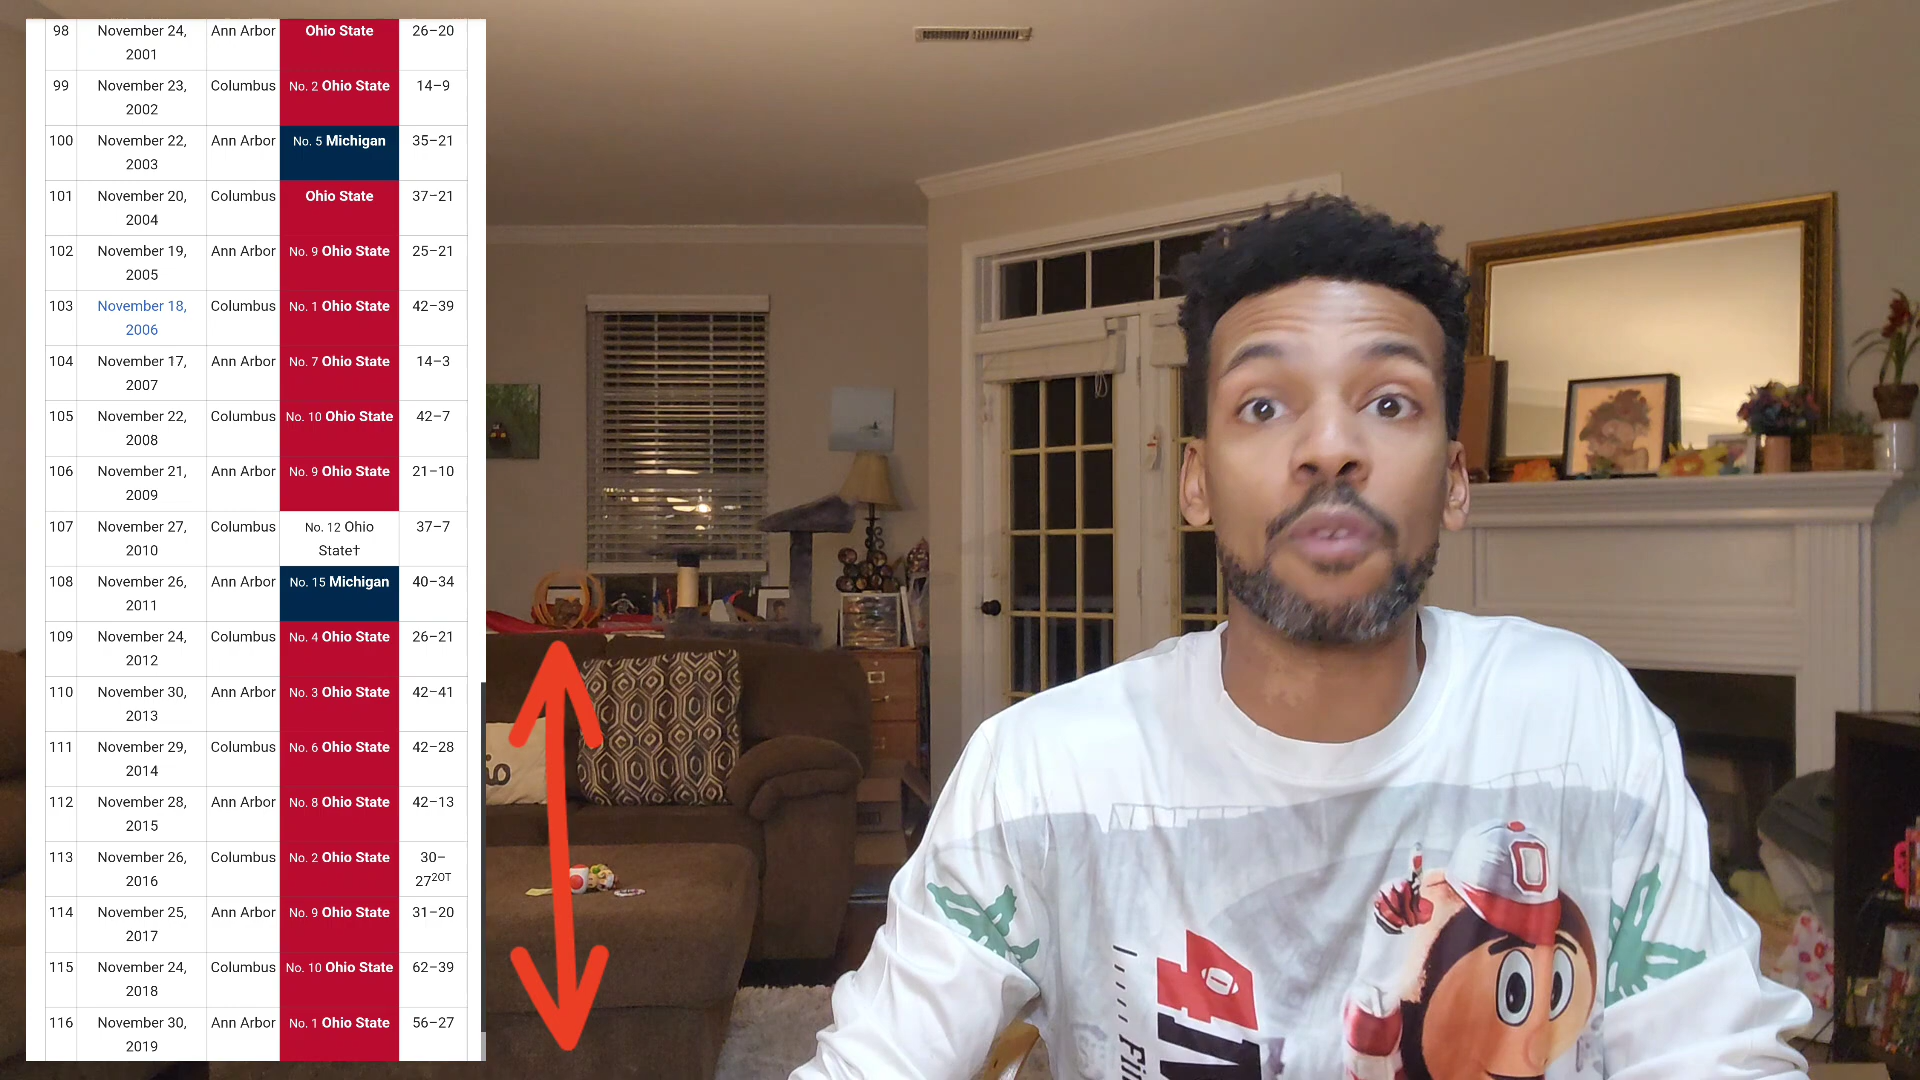 98 November 24, Ann Arbor Ohio State 26–20
2001
99 November 23, Columbus No. 2 Ohio State 14–9
2002
100 November 22, Ann Arbor No. 5 Michigan 35–21
2003
101 November 20, Columbus Ohio State 37–21
2004
102 November 19, Ann Arbor No. 9 Ohio State 25–21
2005
103 November 18, Columbus No. 1 Ohio State 42–39
2006
104 November 17, Ann Arbor No. 7 Ohio State 14–3
2007
105 November 22, Columbus No. 10 Ohio State 42–7
2008
106 November 21, Ann Arbor No. 9 Ohio State 21–10
2009
107 November 27, Columbus No. 12 Ohio 37–7
2010 State†
108 November 26, Ann Arbor No. 15 Michigan 40–34
2011
109 November 24, Columbus No. 4 Ohio State 26–21
2012
110 November 30, Ann Arbor No. 3 Ohio State 42–41
2013
111 November 29, Columbus No. 6 Ohio State 42–28
2014
112 November 28, Ann Arbor No. 8 Ohio State 42–13
2015
113 November 26, Columbus No. 2 Ohio State 30–
2016 272OT
114 November 25, Ann Arbor No. 9 Ohio State 31–20
2017
115 November 24, Columbus No. 10 Ohio State 62–39
2018
116 November 30, Ann Arbor No. 1 Ohio State 56–27
2019
O